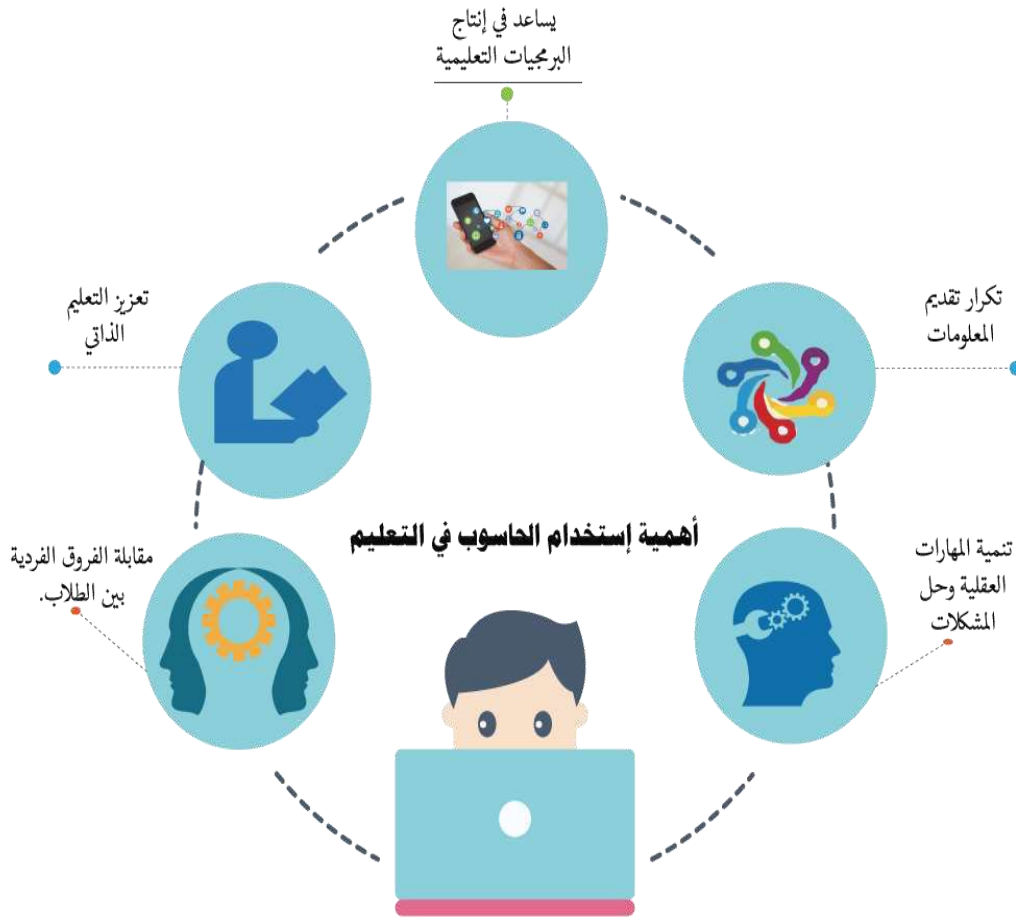 يساعد في إنتاج
البرمجيات التعليمية
تكرار تقديم
المعلومات
تعزيز التعليم
الذاتي
أهمية إستخدام الحاسوب في التعليم
تنمية المهارات
العقلية وحل
المشكلات
مقابلة الفروق الفردية
بين الطلاب.